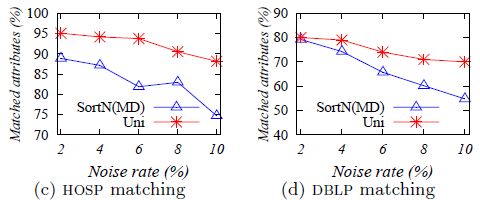 Matched attributes (%)
100
95
90
85
80
75
70
SortN(MD)
Uni
2 4 6 8 10
Noise rate (%)
(c) HOSP matching
Matched attributes (%)
90
80
70
60
50
40
SortN(MD)
Uni
2 4 6 8 10
Noise rate (%)
(d) DBLP matching